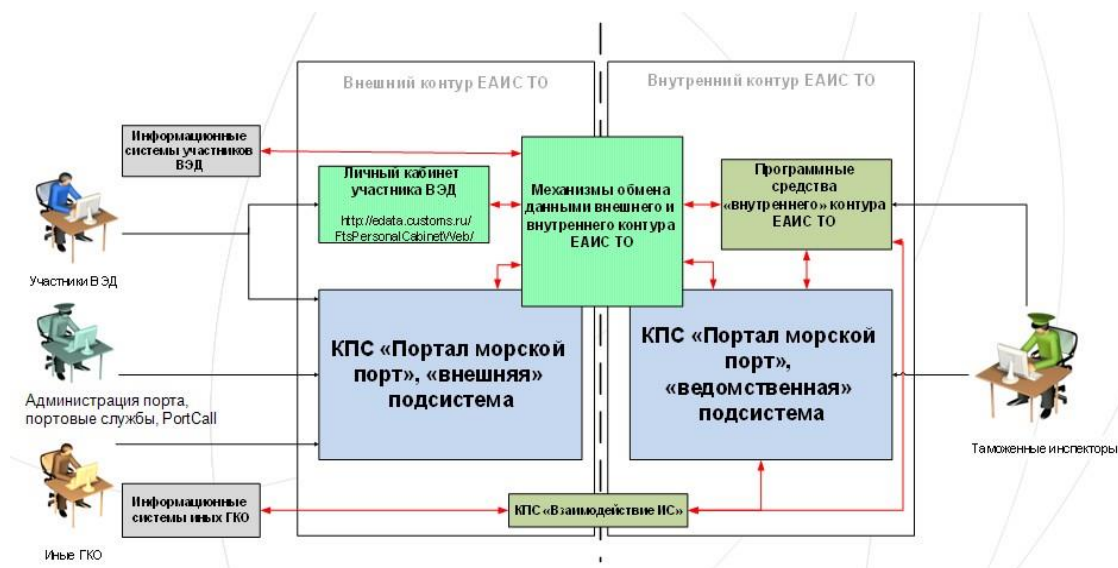 Внешний контур ЕАИС ТО
Внутренний контур ЕАИС ТО
Информационные
системы участников
ВЭД
Личный кабинет
участника ВЭД
http://edata.customs.ru/
FtsPersonalCabinetWeb/
Механизмы обмена
данными внешнего и
внутреннего контура
ЕАИС ТО
Программные
средства
«внутреннего» контура
ЕАИС ТО
Участники ВЭД
КПС «Портал морской
порт», «внешняя»
подсистема
КПС «Портал морской
порт»,
«ведомственная»
подсистема
Администрация порта,
портовые службы, PortCall
Таможенные инспекторы
Информационные
системы иных ГКО
КПС «Взаимодействие ИС»
Иные ГКО